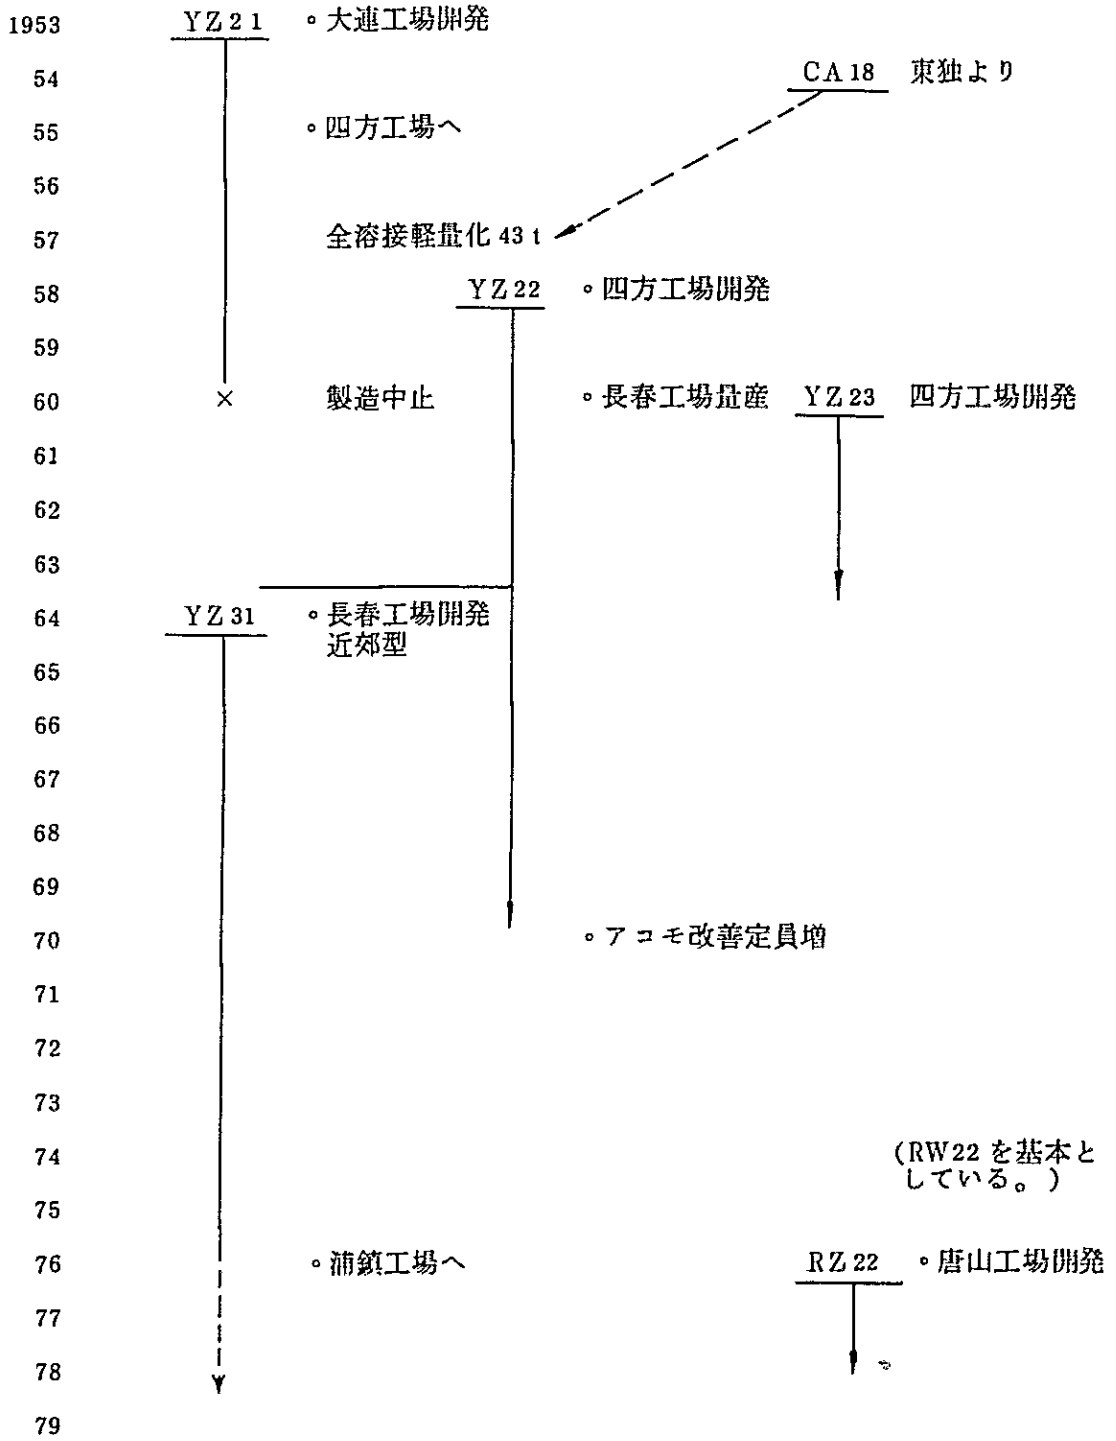 1953 YZ21 ∘大連工場開発
54 CA18 東独より
55 ∘四方工場へ
56
57 全溶接軽量化 43 t
58 YZ22 ∘四方工場開発
59
60 × 製造中止 ∘長春工場量産 YZ23 四方工場開発
61
62
63
64 YZ31 ∘長春工場開発
近郊型
65
66
67
68
69
70 ∘アコモ改善定員増
71
72
73
74 (RW22 を基本と
している。)
75
76 ∘浦鎮工場へ RZ22 ∘唐山工場開発
77
78
79